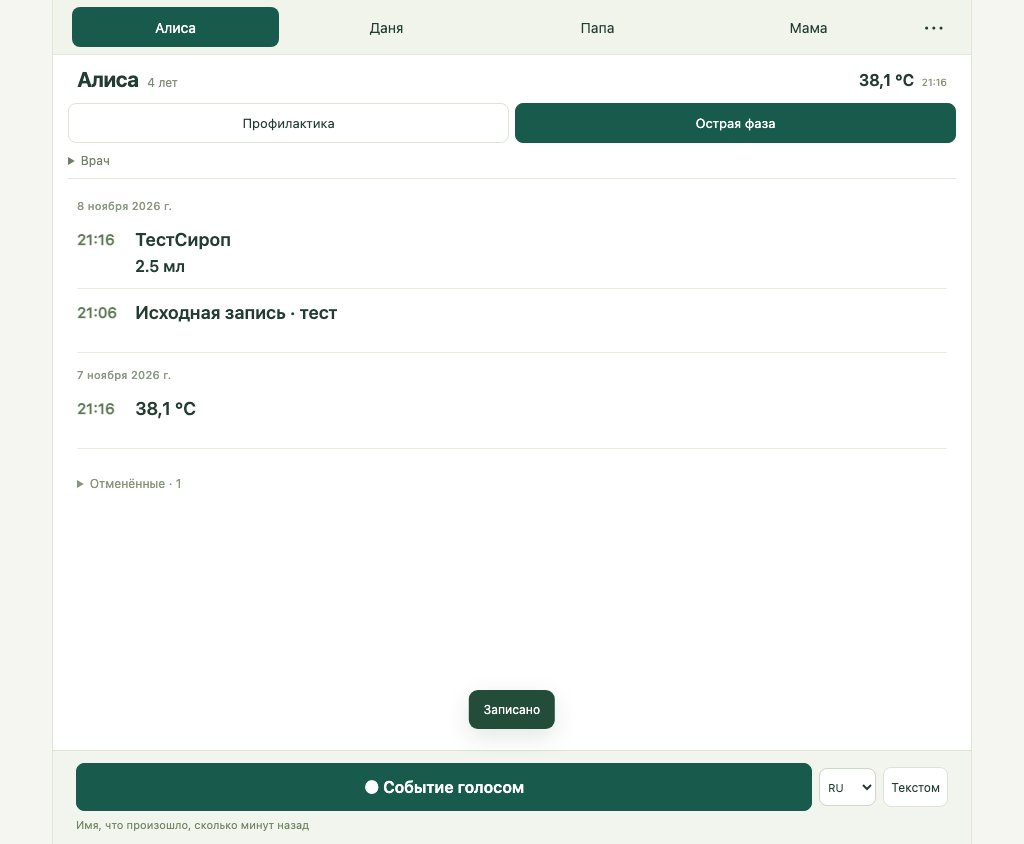 Алиса Даня Папа Мама ...
Алиса 4 лет 38,1 °C 21:16
Профилактика Острая фаза
Врач
8 ноября 2026 г.
21:16 ТестСироп
2.5 мл
21:06 Исходная запись · тест
7 ноября 2026 г.
21:16 38,1 °C
Отменённые · 1
Записано
Событие голосом RU Текстом
Имя, что произошло, сколько минут назад